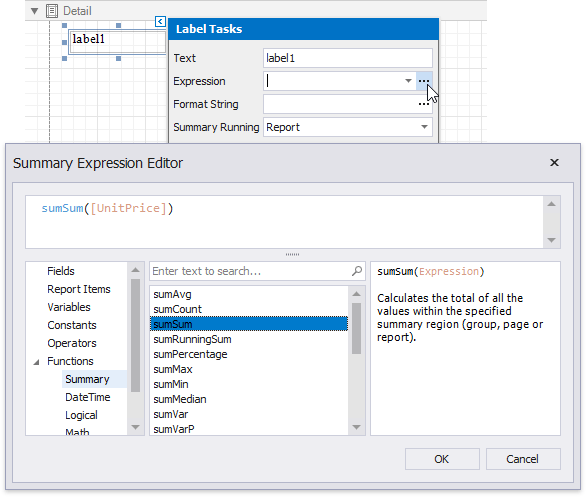 Detail
label1
Label Tasks
Text label1
Expression ...
Format String ...
Summary Running Report
Summary Expression Editor
sumSum([UnitPrice])
Fields
Report Items
Variables
Constants
Operators
Functions
Summary
DateTime
Logical
Math
Enter text to search...
sumAvg
sumCount
sumSum
sumRunningSum
sumPercentage
sumMax
sumMin
sumMedian
sumVar
sumVarP
sumSum(Expression)
Calculates the total of all the
values within the specified
summary region (group, page or
report).
OK Cancel